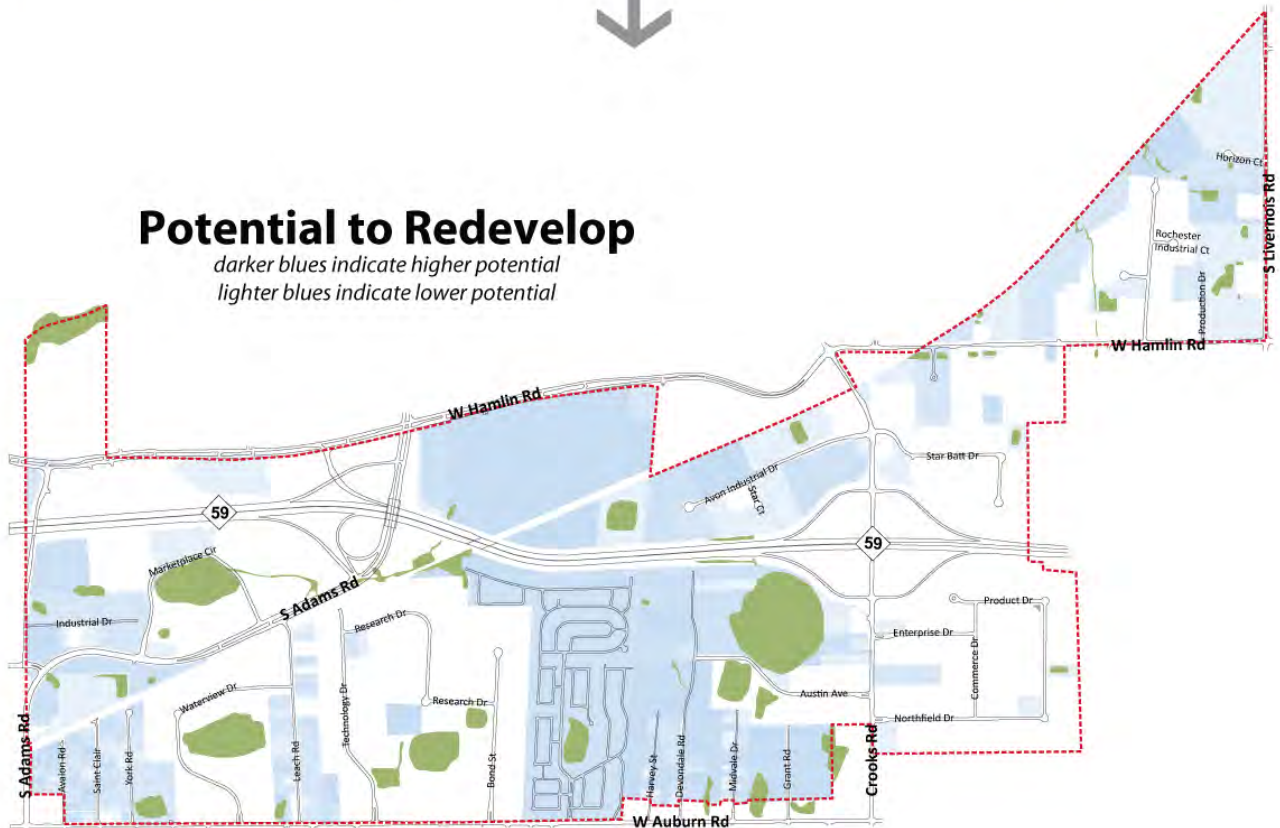 Potential to Redevelop
darker blues indicate higher potential
lighter blues indicate lower potential
Horizon Ct
S Livernois Rd
Rochester
Industrial Ct
Production Dr
W Hamlin Rd
W Hamlin Rd
Star Batt Dr
Avon Industrial Dr
Star Ct
59
59
Marketplace Cir
S Adams Rd
Industrial Dr
Research Dr
Product Dr
Enterprise Dr
Commerce Dr
Waterview Dr
Technology Dr
Research Dr
Austin Ave
Northfield Dr
S Adams Rd
Avalon Rd
Saint Clair
York Rd
Leach Rd
Bond St
Harvey St
Devondale Rd
Midvale Dr
Grant Rd
Crooks Rd
W Auburn Rd